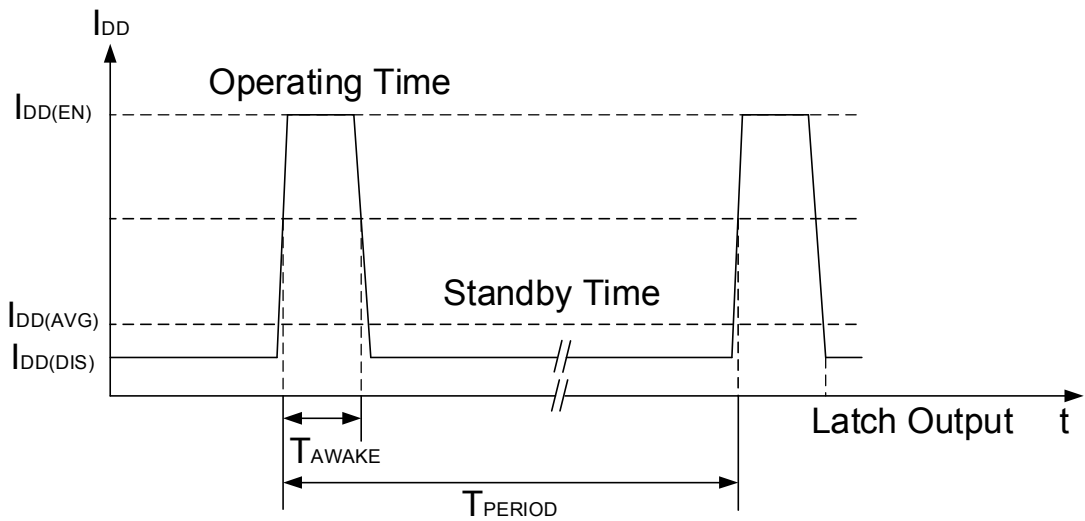 IDD
Operating Time
IDD(EN)
Standby Time
IDD(AVG)
IDD(DIS)
Latch Output t
TAWAKE
TPERIOD